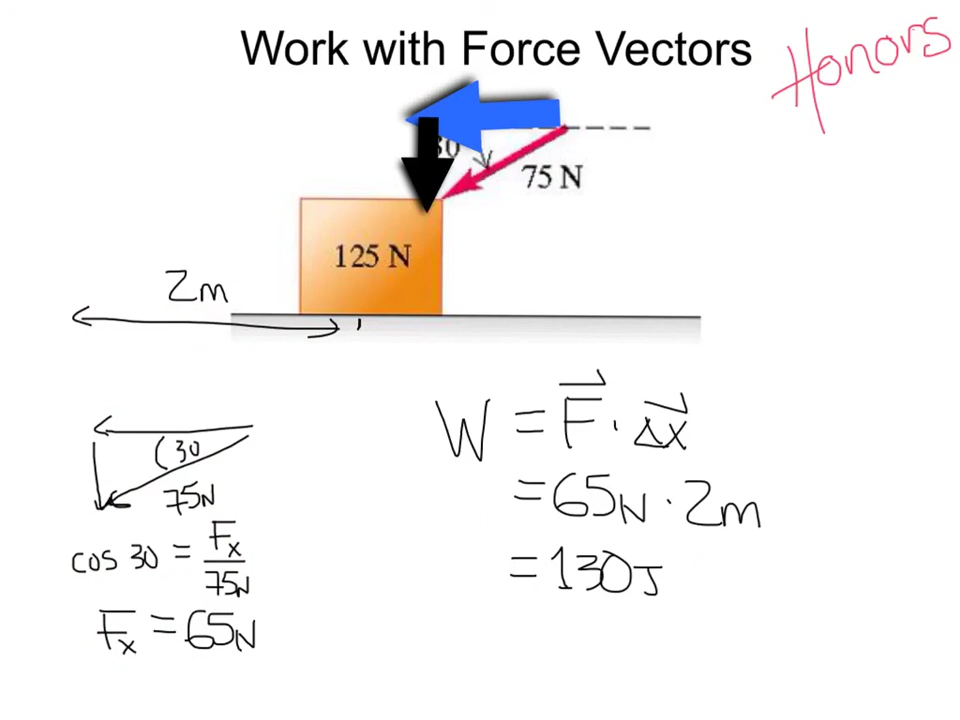 Work with Force Vectors
Honors
30
75 N
125 N
2m
(30
75N
cos 30 = Fx/75N
Fx = 65N
W = F · Δx
= 65N · 2m
= 130J